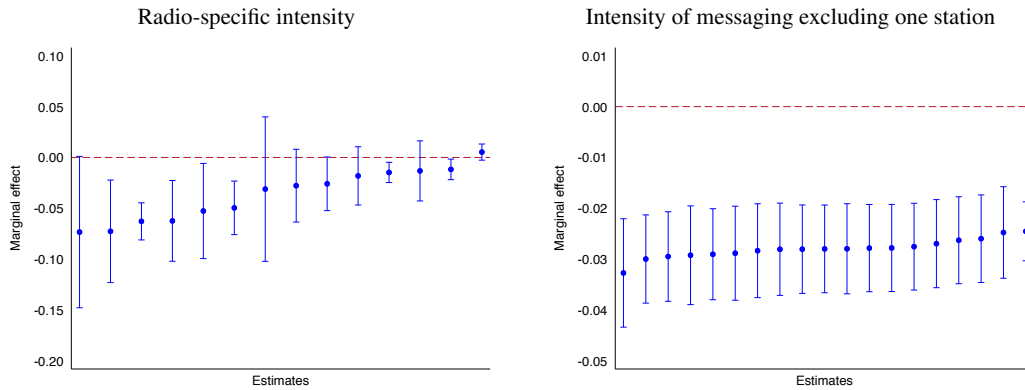 Radio-specific intensity
0.10
0.05
0.00
-0.05
-0.10
-0.15
-0.20
Marginal effect
Estimates
Intensity of messaging excluding one station
0.01
0.00
-0.01
-0.02
-0.03
-0.04
-0.05
Marginal effect
Estimates